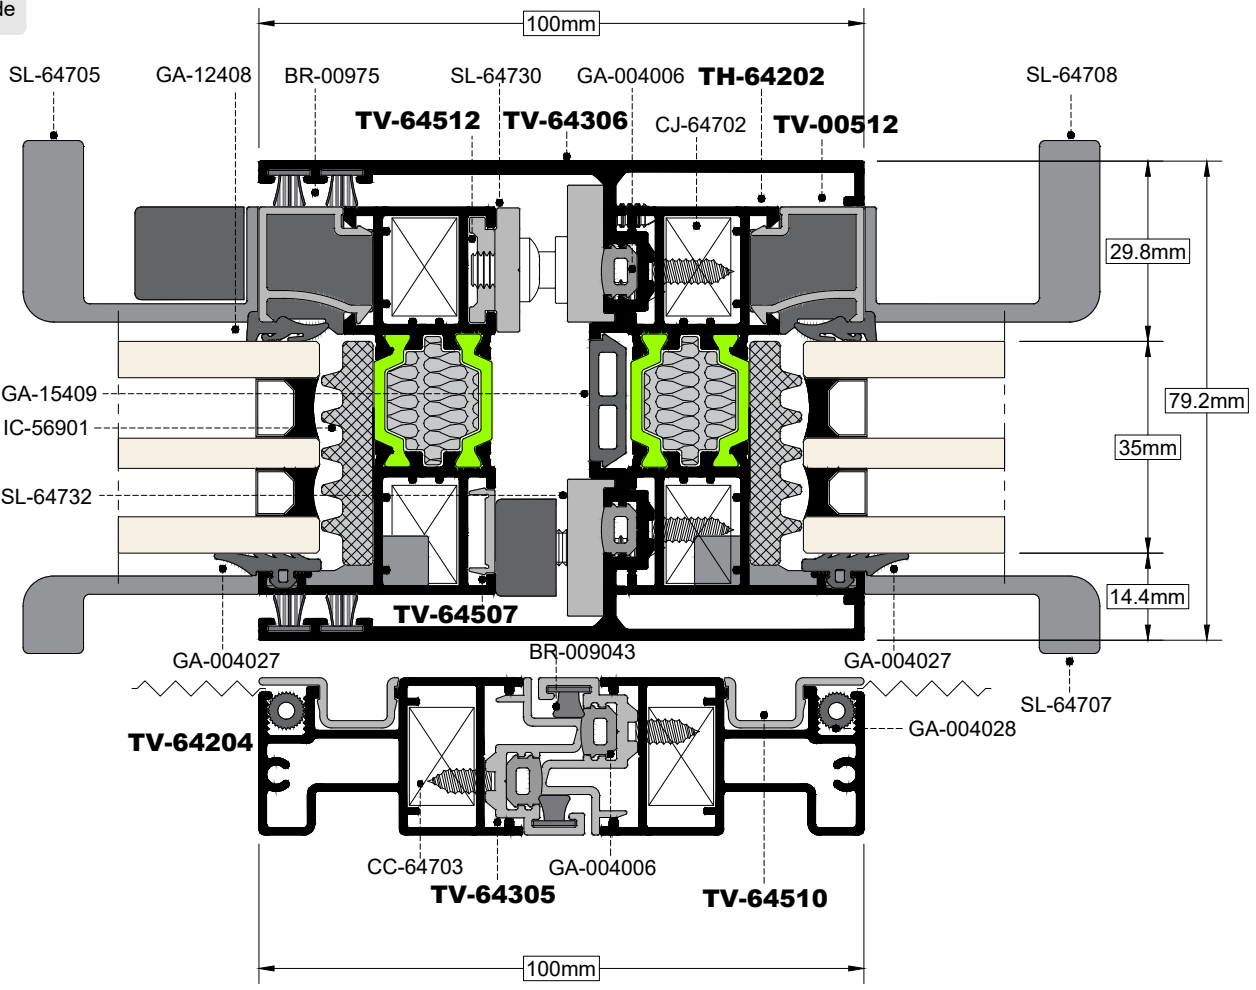 de
100mm
SL-64705
GA-12408
BR-00975
SL-64730
GA-004006
TH-64202
SL-64708
TV-64512
TV-64306
CJ-64702
TV-00512
29.8mm
GA-15409
79.2mm
IC-56901
35mm
SL-64732
14.4mm
TV-64507
GA-004027
BR-009043
GA-004027
SL-64707
GA-004028
TV-64204
CC-64703
GA-004006
TV-64305
TV-64510
100mm